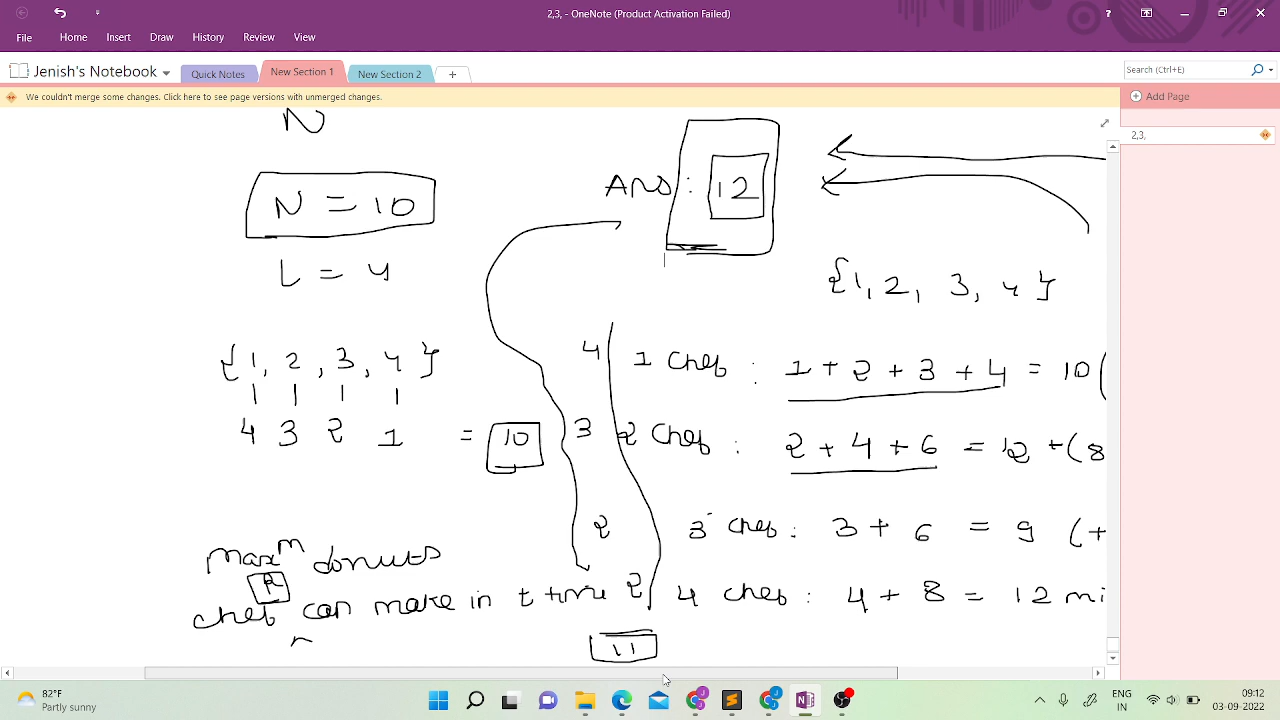 2,3, - OneNote (Product Activation Failed)
File Home Insert Draw History Review View
Jenish's Notebook Quick Notes New Section 1 New Section 2 + Search (Ctrl+E)
We couldn't merge some changes. Click here to see page versions with unmerged changes.
Add Page
2,3,
N
N = 10
Ans : 12
L = 4
{1, 2, 3, 4}
{1, 2, 3, 4}
4 3 2 1 = 10
4 1 chef : 1 + 2 + 3 + 4 = 10 (
3 2 chef : 2 + 4 + 6 = 12 + (8
2 3 chef : 3 + 6 = 9 (+
2 4 chef : 4 + 8 = 12 mi
maxm donuts
R
chef can make in t time
11
82°F
Partly sunny
ENG
IN
09:12
03-09-2022